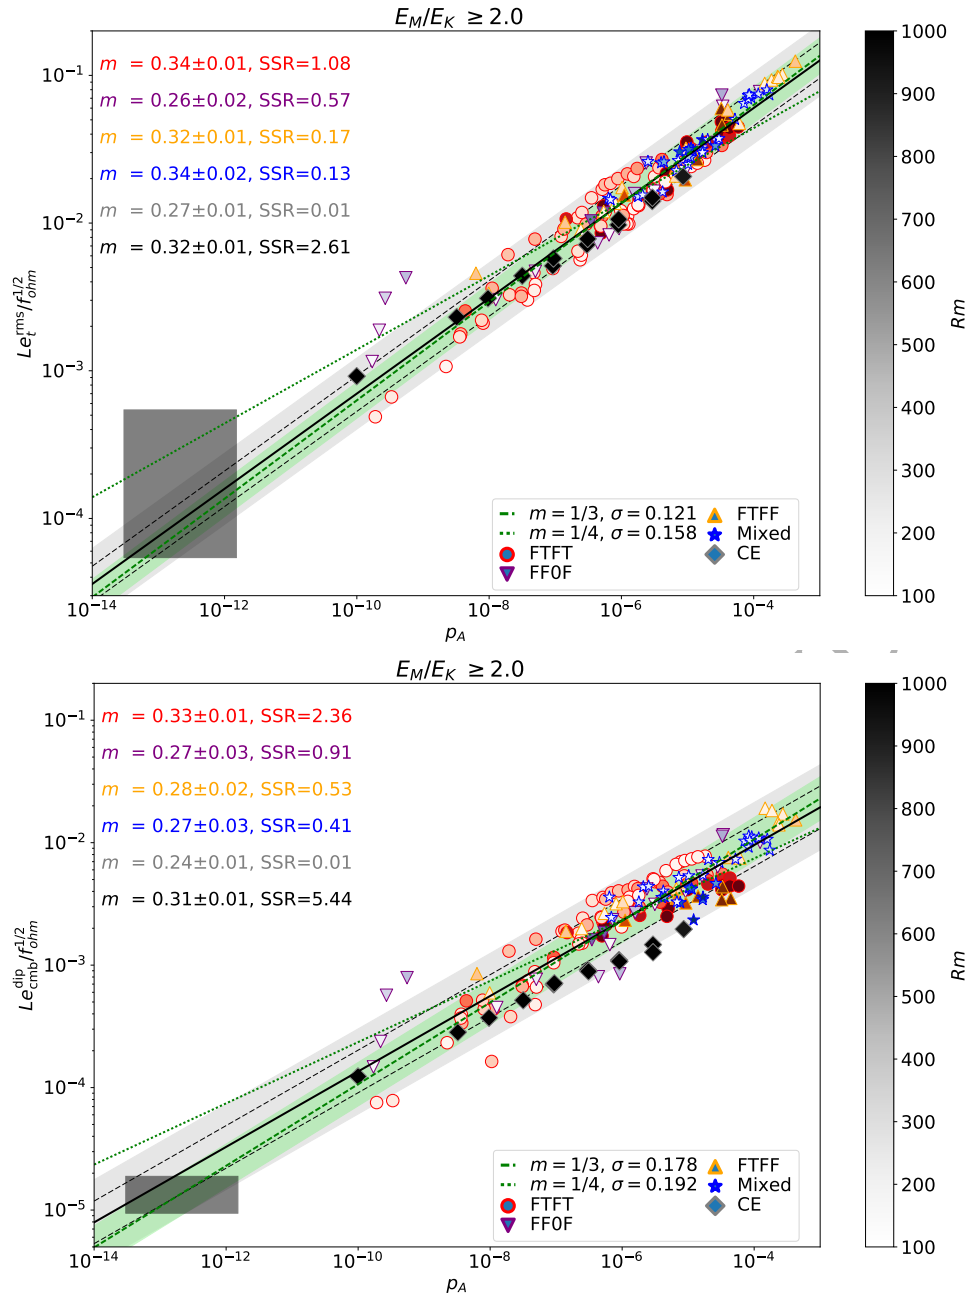 E_M/E_K ≥ 2.0
m = 0.34±0.01, SSR=1.08
m = 0.26±0.02, SSR=0.57
m = 0.32±0.01, SSR=0.17
m = 0.34±0.02, SSR=0.13
m = 0.27±0.01, SSR=0.01
m = 0.32±0.01, SSR=2.61
10^{-1}
10^{-2}
10^{-3}
10^{-4}
Le_t^{rms}/f_{ohm}^{1/2}
m = 1/3, σ = 0.121
m = 1/4, σ = 0.158
FTFT
FF0F
FTFF
Mixed
CE
10^{-14} 10^{-12} 10^{-10} 10^{-8} 10^{-6} 10^{-4}
p_A
1000
900
800
700
600
500
400
300
200
100
Rm
E_M/E_K ≥ 2.0
m = 0.33±0.01, SSR=2.36
m = 0.27±0.03, SSR=0.91
m = 0.28±0.02, SSR=0.53
m = 0.27±0.03, SSR=0.41
m = 0.24±0.01, SSR=0.01
m = 0.31±0.01, SSR=5.44
10^{-1}
10^{-2}
10^{-3}
10^{-4}
10^{-5}
Le_{cmb}^{dip}/f_{ohm}^{1/2}
m = 1/3, σ = 0.178
m = 1/4, σ = 0.192
FTFT
FF0F
FTFF
Mixed
CE
10^{-14} 10^{-12} 10^{-10} 10^{-8} 10^{-6} 10^{-4}
p_A
1000
900
800
700
600
500
400
300
200
100
Rm